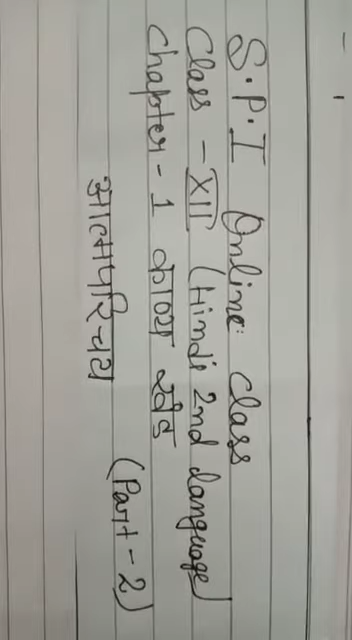 S.P.I Online class
Class - XII (Hindi 2nd language)
Chapter - 1 काव्य खंड
आत्मपरिचय (Part - 2)